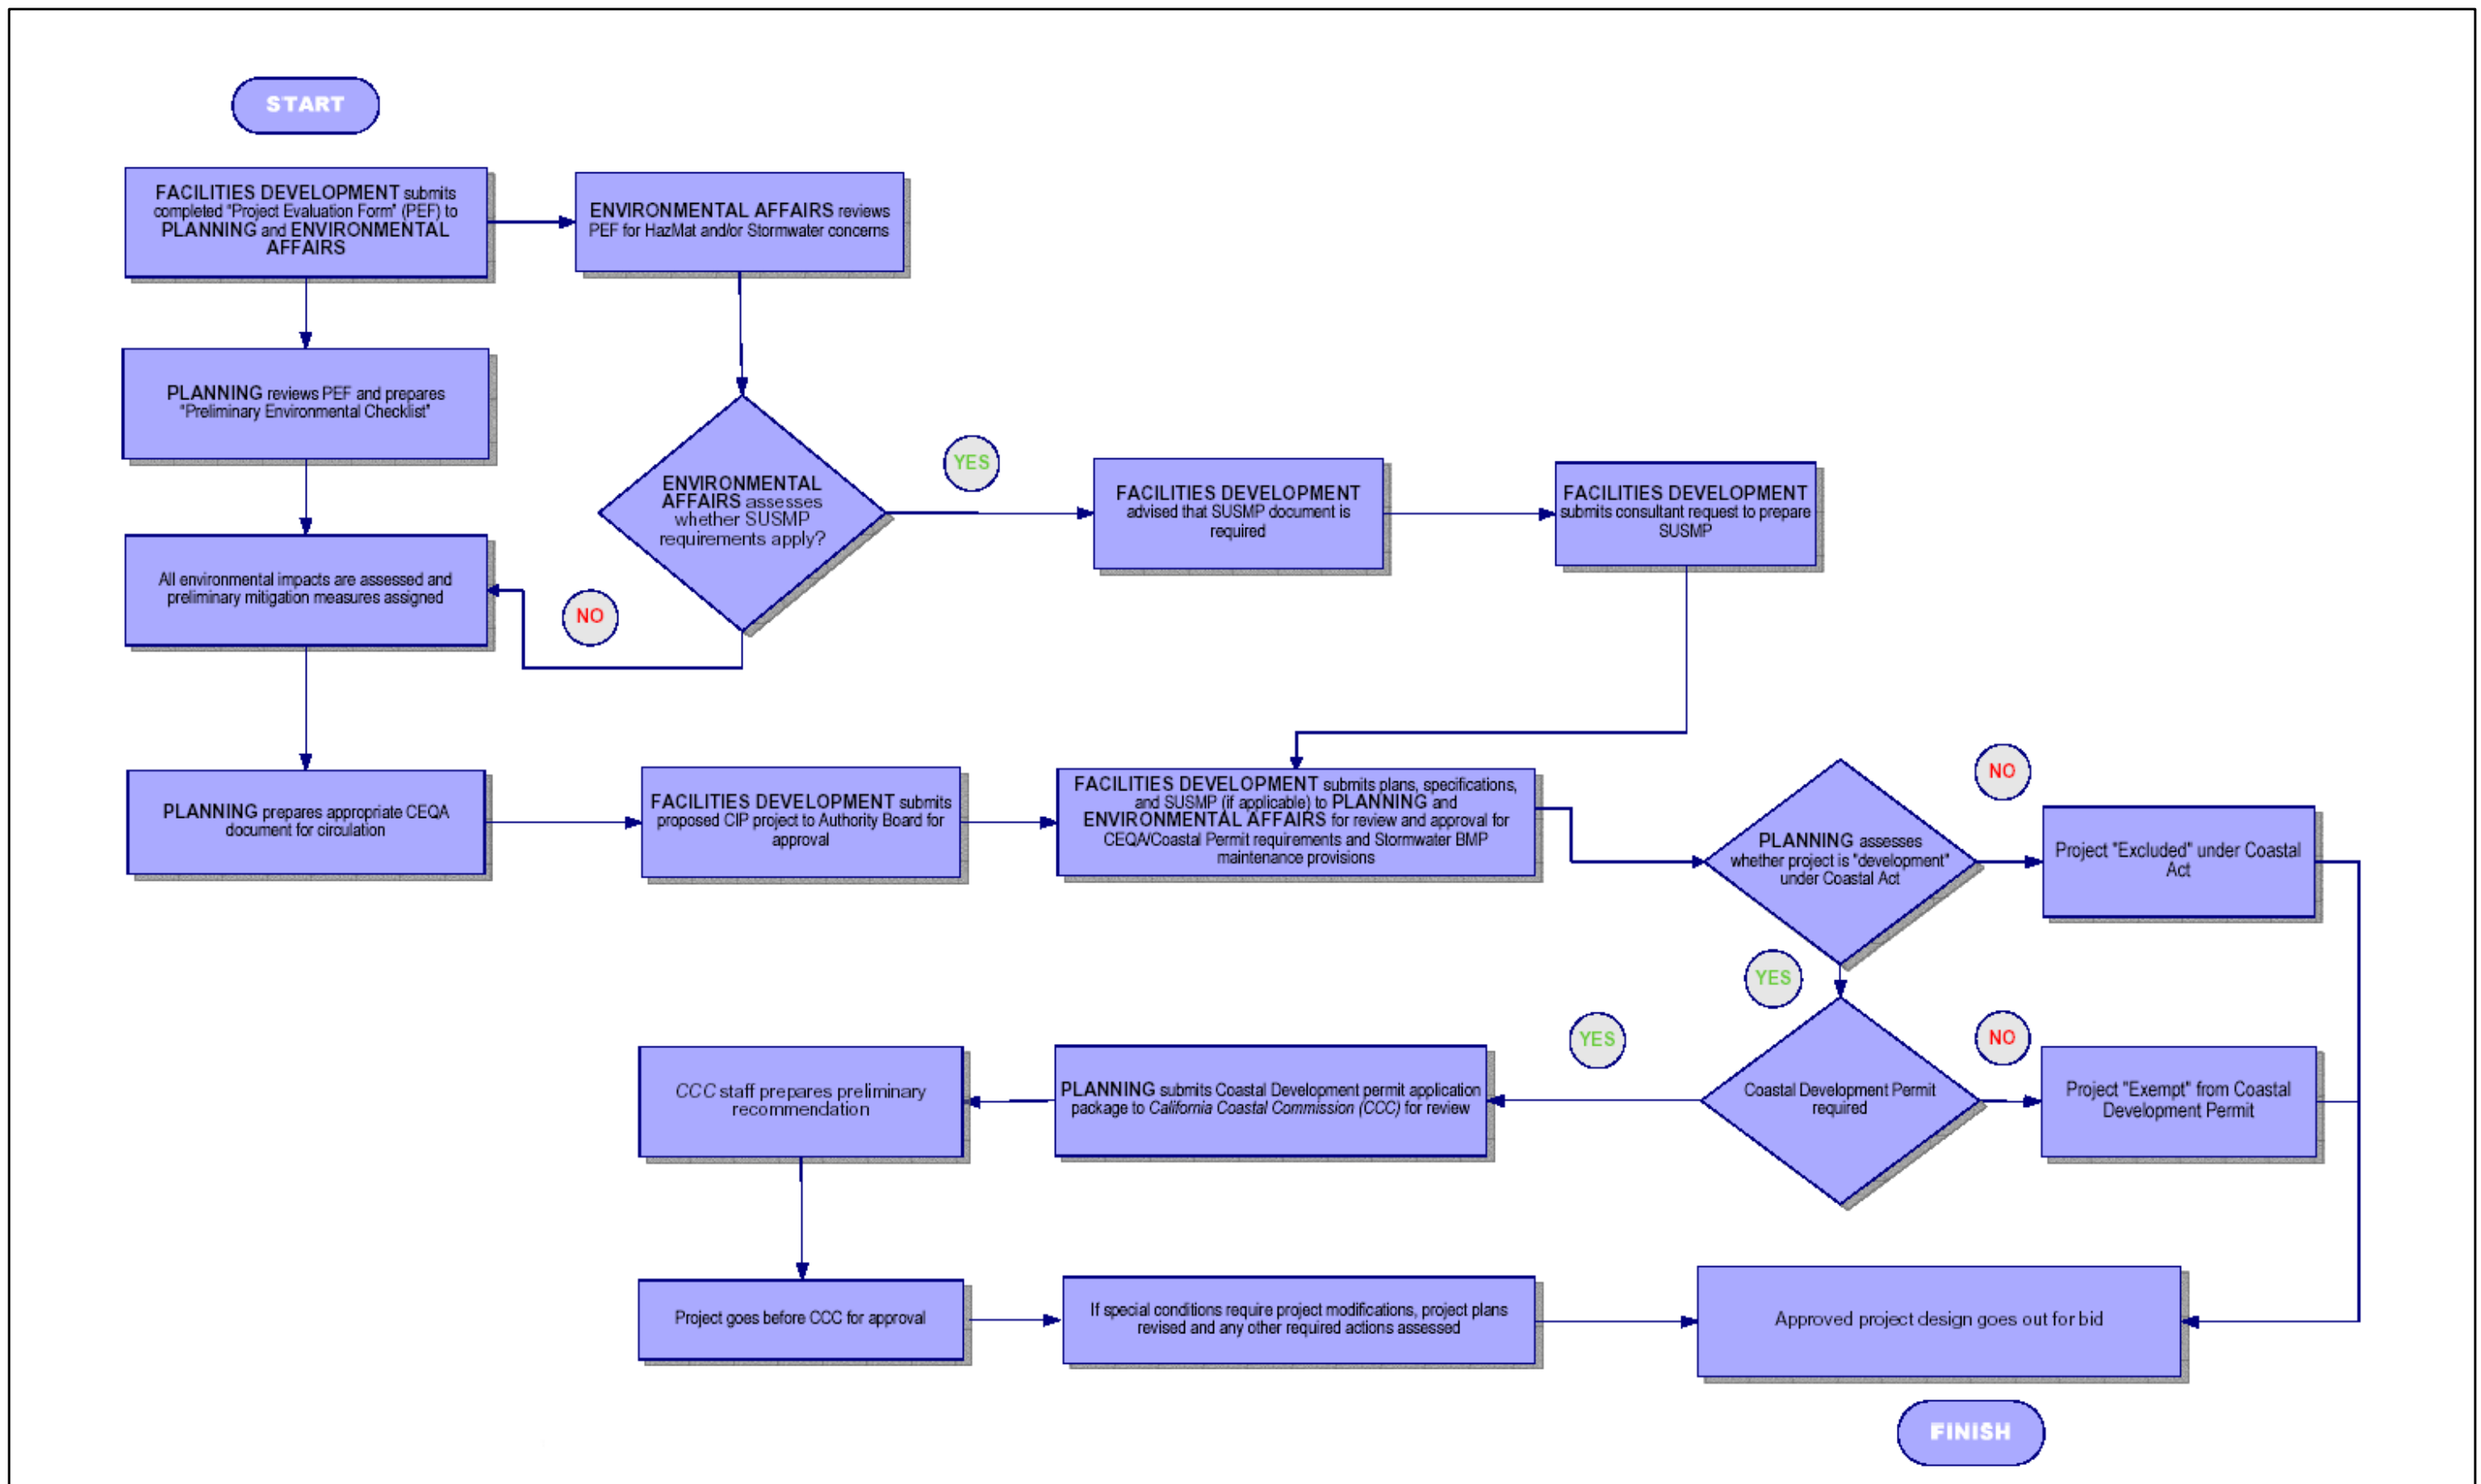 START
FACILITIES DEVELOPMENT submits
completed "Project Evaluation Form" (PEF) to
PLANNING and ENVIRONMENTAL
AFFAIRS
ENVIRONMENTAL AFFAIRS reviews
PEF for HazMat and/or Stormwater concerns
PLANNING reviews PEF and prepares
"Preliminary Environmental Checklist"
ENVIRONMENTAL
AFFAIRS assesses
whether SUSMP
requirements apply?
YES
FACILITIES DEVELOPMENT
advised that SUSMP document is
required
FACILITIES DEVELOPMENT
submits consultant request to prepare
SUSMP
All environmental impacts are assessed and
preliminary mitigation measures assigned
NO
PLANNING prepares appropriate CEQA
document for circulation
FACILITIES DEVELOPMENT submits
proposed CIP project to Authority Board for
approval
FACILITIES DEVELOPMENT submits plans, specifications,
and SUSMP (if applicable) to PLANNING and
ENVIRONMENTAL AFFAIRS for review and approval for
CEQA/Coastal Permit requirements and Stormwater BMP
maintenance provisions
PLANNING assesses
whether project is "development"
under Coastal Act
NO
Project "Excluded" under Coastal
Act
YES
Coastal Development Permit
required
NO
Project "Exempt" from Coastal
Development Permit
YES
PLANNING submits Coastal Development permit application
package to California Coastal Commission (CCC) for review
CCC staff prepares preliminary
recommendation
Project goes before CCC for approval
If special conditions require project modifications, project plans
revised and any other required actions assessed
Approved project design goes out for bid
FINISH